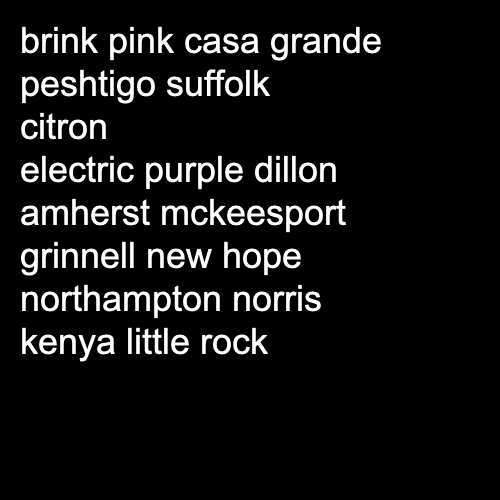 brink pink casa grande
peshtigo suffolk
citron
electric purple dillon
amherst mckeesport
grinnell new hope
northampton norris
kenya little rock